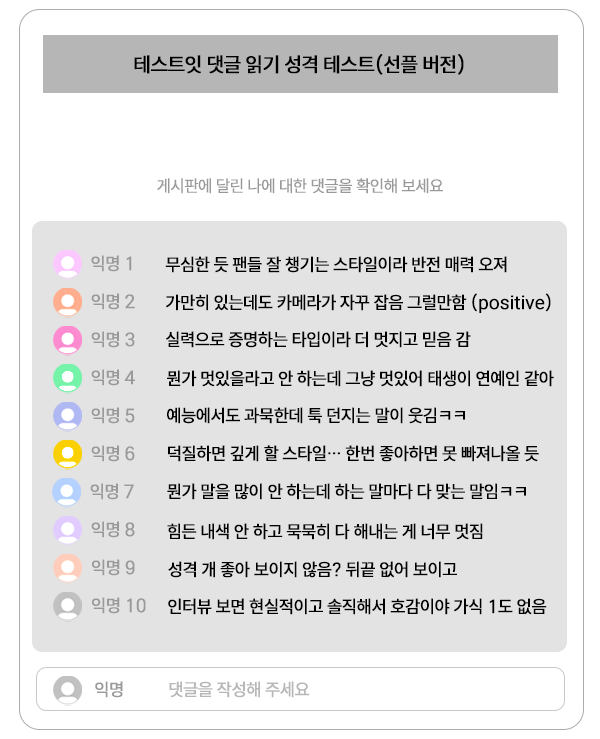 테스트잇 댓글 읽기 성격 테스트(선플 버전)
게시판에 달린 나에 대한 댓글을 확인해 보세요
익명 1 무심한 듯 팬들 잘 챙기는 스타일이라 반전 매력 오져
익명 2 가만히 있는데도 카메라가 자꾸 잡음 그럴만함 (positive)
익명 3 실력으로 증명하는 타입이라 더 멋지고 믿음 감
익명 4 뭔가 멋있을라고 안 하는데 그냥 멋있어 태생이 연예인 같아
익명 5 예능에서도 과묵한데 툭 던지는 말이 웃김ㅋㅋ
익명 6 덕질하면 깊게 할 스타일… 한번 좋아하면 못 빠져나올 듯
익명 7 뭔가 말을 많이 안 하는데 하는 말마다 다 맞는 말임ㅋㅋ
익명 8 힘든 내색 안 하고 묵묵히 다 해내는 게 너무 멋짐
익명 9 성격 개 좋아 보이지 않음? 뒤끝 없어 보이고
익명 10 인터뷰 보면 현실적이고 솔직해서 호감이야 가식 1도 없음
익명 댓글을 작성해 주세요